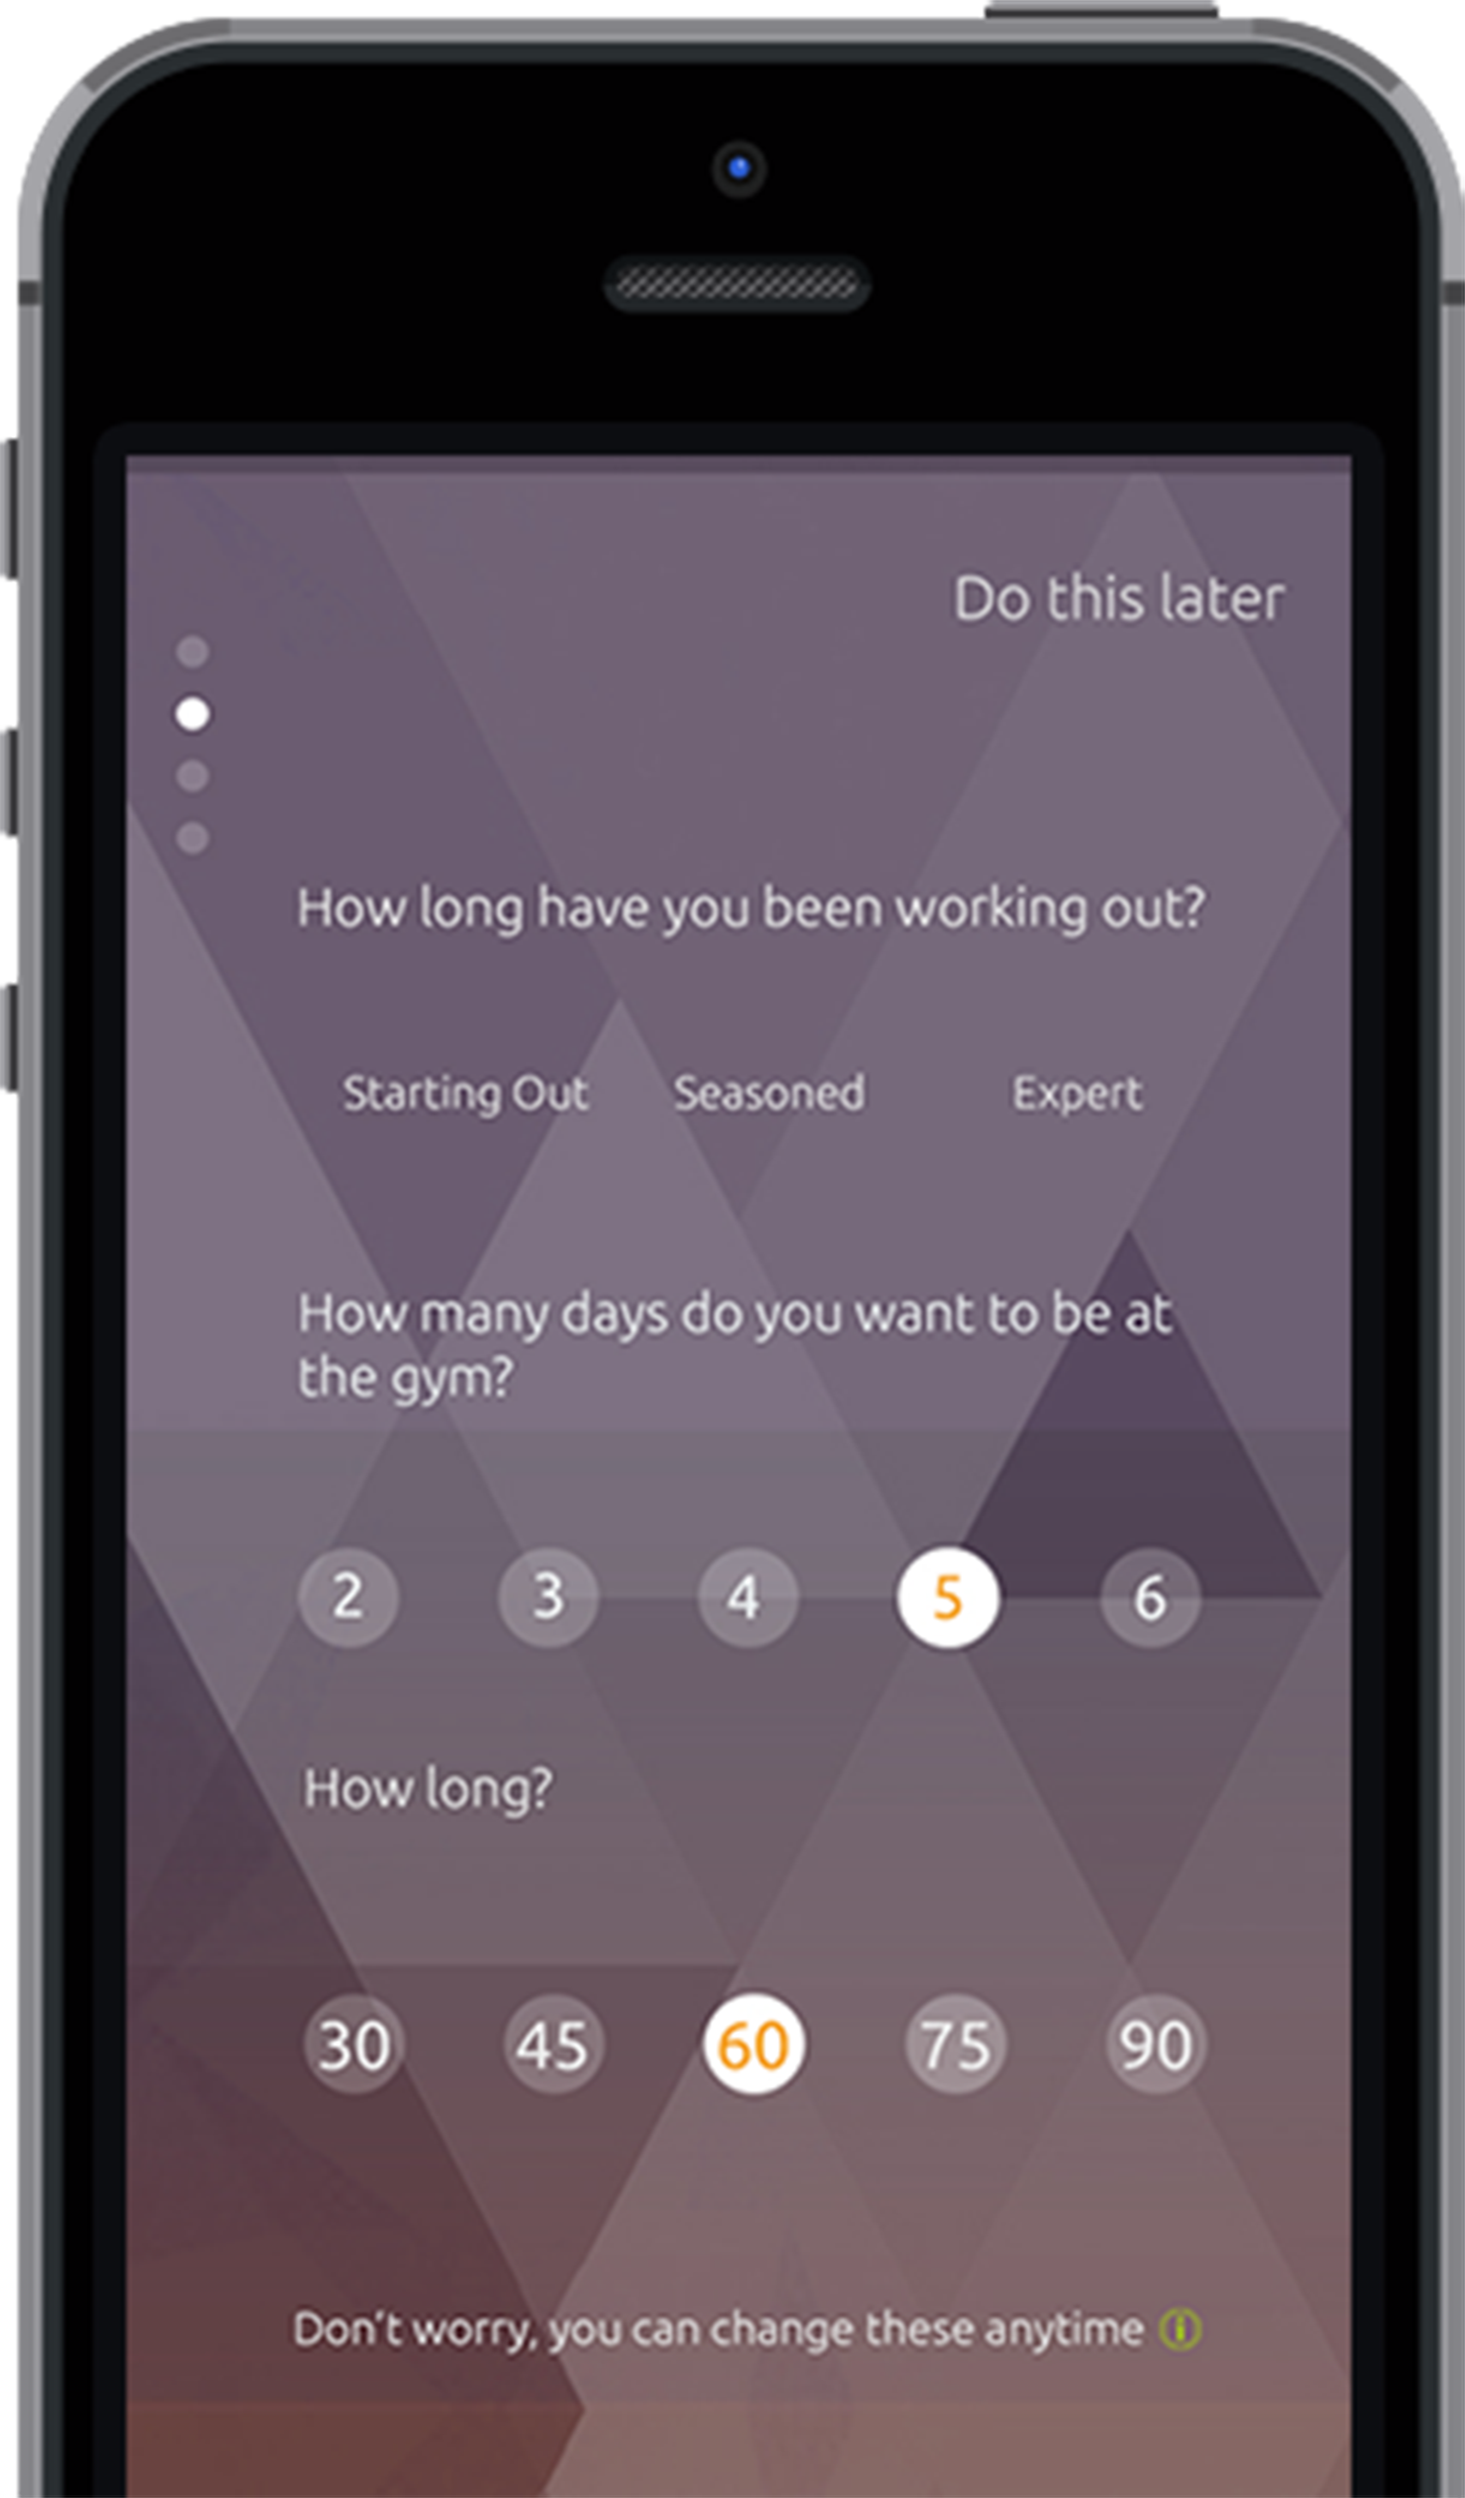 Do this later
How long have you been working out?
Starting Out Seasoned Expert
How many days do you want to be at
the gym?
2 3 4 5 6
How long?
30 45 60 75 90
Don't worry, you can change these anytime